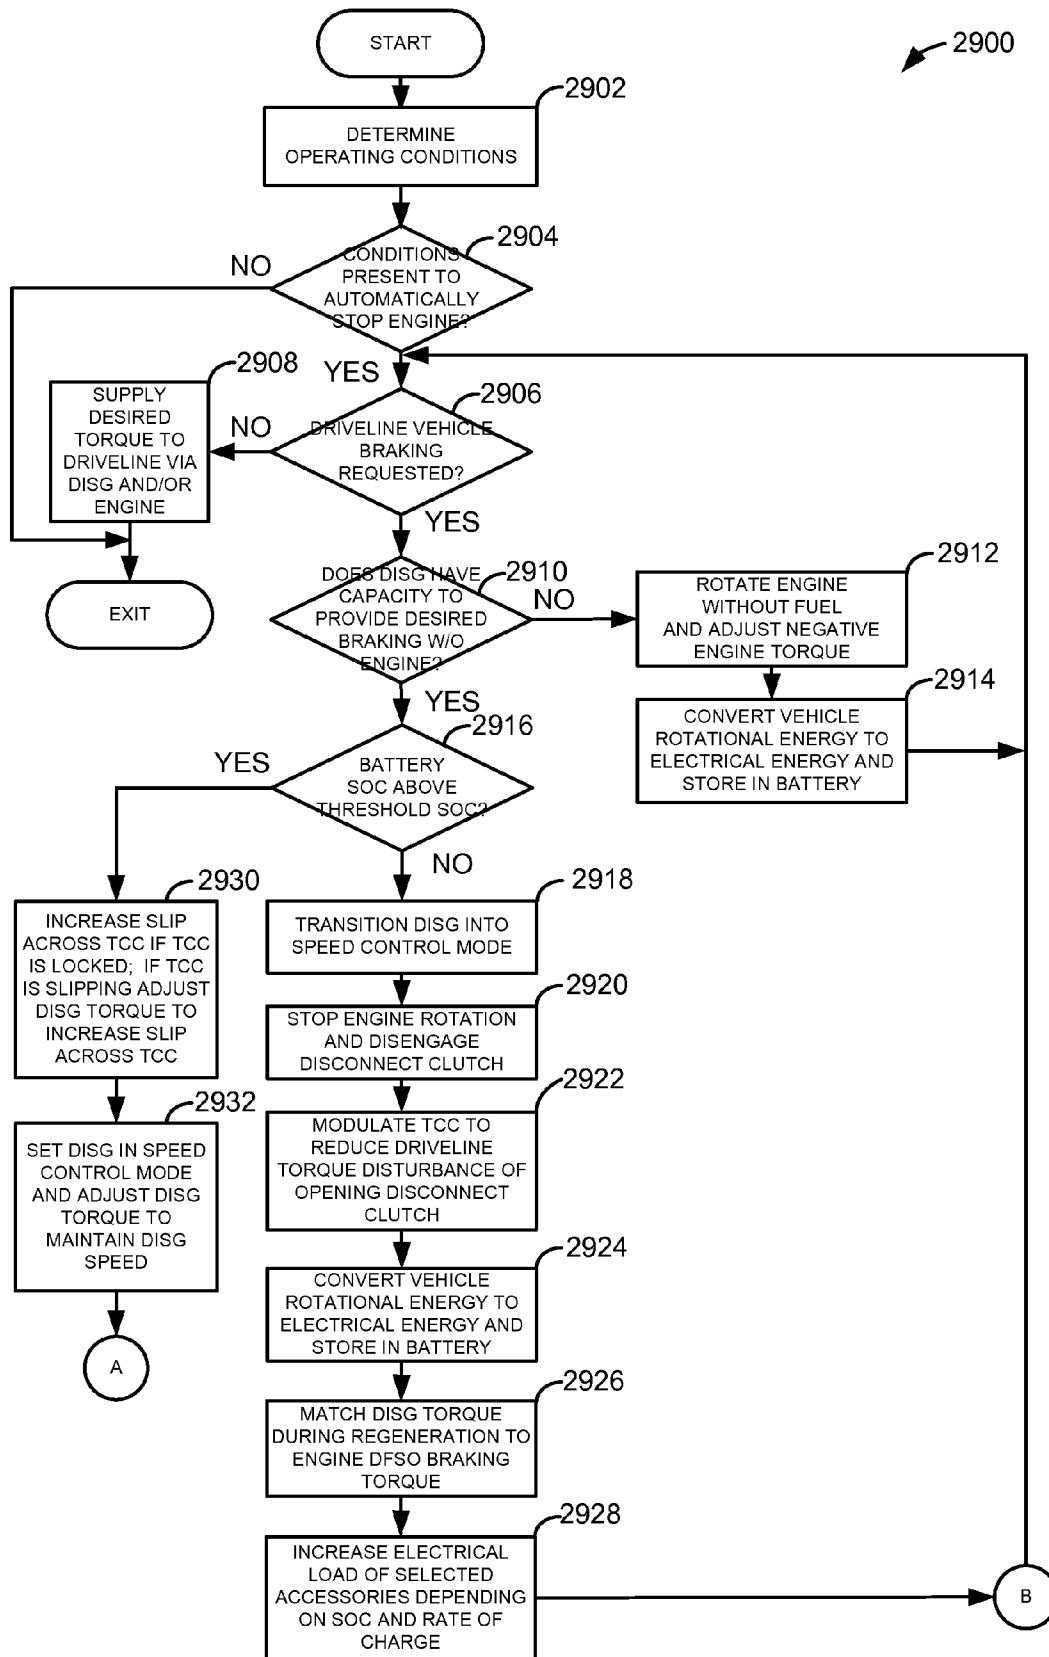 START
2900
2902
DETERMINE
OPERATING CONDITIONS
2904
NO
CONDITIONS
PRESENT TO
AUTOMATICALLY
STOP ENGINE?
YES
2908
SUPPLY
DESIRED
TORQUE TO
DRIVELINE VIA
DISG AND/OR
ENGINE
NO
2906
DRIVELINE VEHICLE
BRAKING
REQUESTED?
YES
EXIT
2910
DOES DISG HAVE
CAPACITY TO
PROVIDE DESIRED
BRAKING W/O
ENGINE?
NO
2912
ROTATE ENGINE
WITHOUT FUEL
AND ADJUST NEGATIVE
ENGINE TORQUE
2914
CONVERT VEHICLE
ROTATIONAL ENERGY TO
ELECTRICAL ENERGY AND
STORE IN BATTERY
YES
2916
YES
BATTERY
SOC ABOVE
THRESHOLD SOC?
NO
2930
INCREASE SLIP
ACROSS TCC IF TCC
IS LOCKED; IF TCC
IS SLIPPING ADJUST
DISG TORQUE TO
INCREASE SLIP
ACROSS TCC
2918
TRANSITION DISG INTO
SPEED CONTROL MODE
2920
STOP ENGINE ROTATION
AND DISENGAGE
DISCONNECT CLUTCH
2932
SET DISG IN SPEED
CONTROL MODE
AND ADJUST DISG
TORQUE TO
MAINTAIN DISG
SPEED
2922
MODULATE TCC TO
REDUCE DRIVELINE
TORQUE DISTURBANCE OF
OPENING DISCONNECT
CLUTCH
A
2924
CONVERT VEHICLE
ROTATIONAL ENERGY TO
ELECTRICAL ENERGY AND
STORE IN BATTERY
2926
MATCH DISG TORQUE
DURING REGENERATION TO
ENGINE DFSO BRAKING
TORQUE
2928
INCREASE ELECTRICAL
LOAD OF SELECTED
ACCESSORIES DEPENDING
ON SOC AND RATE OF
CHARGE
B